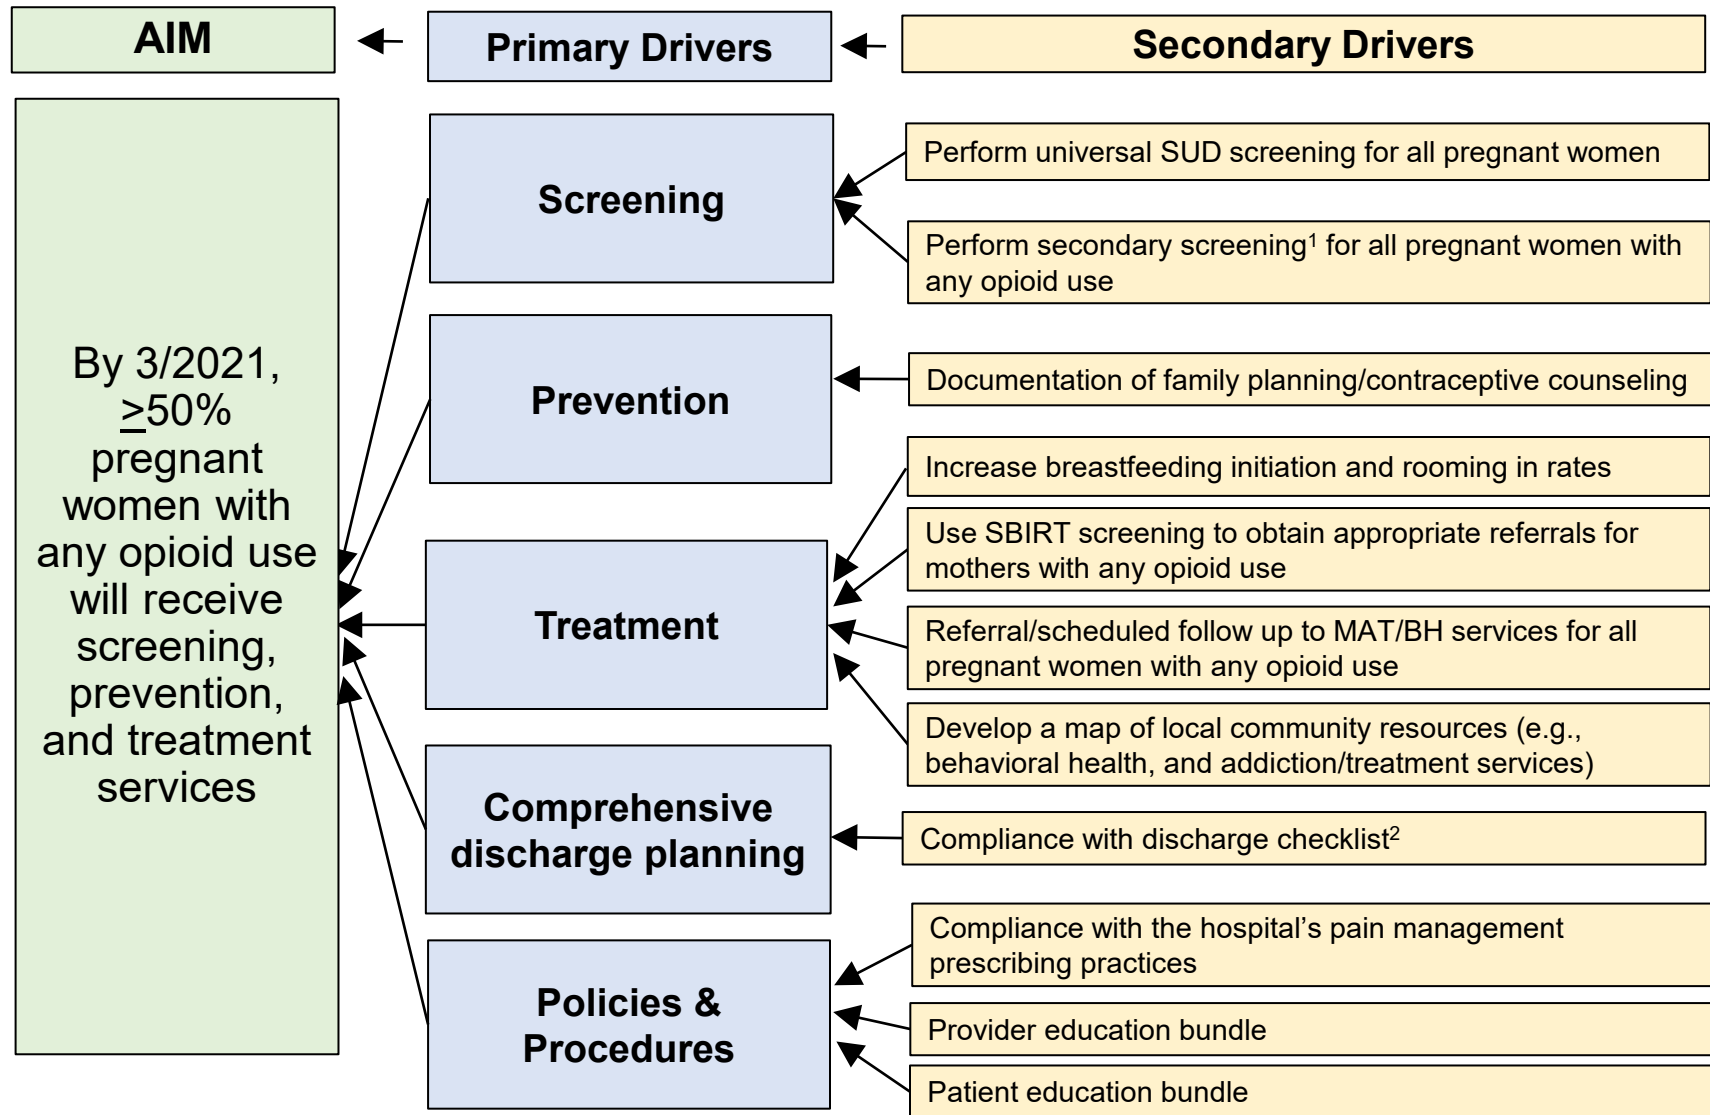 AIM
Primary Drivers
Secondary Drivers
By 3/2021,
≥50%
pregnant
women with
any opioid use
will receive
screening,
prevention,
and treatment
services
Screening
Perform universal SUD screening for all pregnant women
Perform secondary screening¹ for all pregnant women with
any opioid use
Prevention
Documentation of family planning/contraceptive counseling
Treatment
Increase breastfeeding initiation and rooming in rates
Use SBIRT screening to obtain appropriate referrals for
mothers with any opioid use
Referral/scheduled follow up to MAT/BH services for all
pregnant women with any opioid use
Develop a map of local community resources (e.g.,
behavioral health, and addiction/treatment services)
Comprehensive
discharge planning
Compliance with discharge checklist²
Policies &
Procedures
Compliance with the hospital’s pain management
prescribing practices
Provider education bundle
Patient education bundle